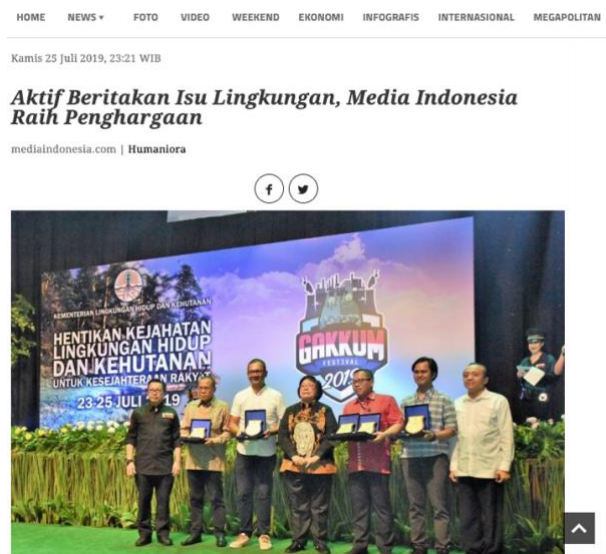 HOME NEWS ▾ FOTO VIDEO WEEKEND EKONOMI INFOGRAFIS INTERNASIONAL MEGAPOLITAN
Kamis 25 Juli 2019, 23:21 WIB
Aktif Beritakan Isu Lingkungan, Media Indonesia
Raih Penghargaan
mediaindonesia.com | Humaniora
KEMENTERIAN LINGKUNGAN HIDUP DAN KEHUTANAN
HENTIKAN KEJAHATAN
LINGKUNGAN HIDUP
DAN KEHUTANAN
UNTUK KESEJAHTERAAN RAKYAT
23-25 JULI 2019
GAKKUM
FESTIVAL
2019